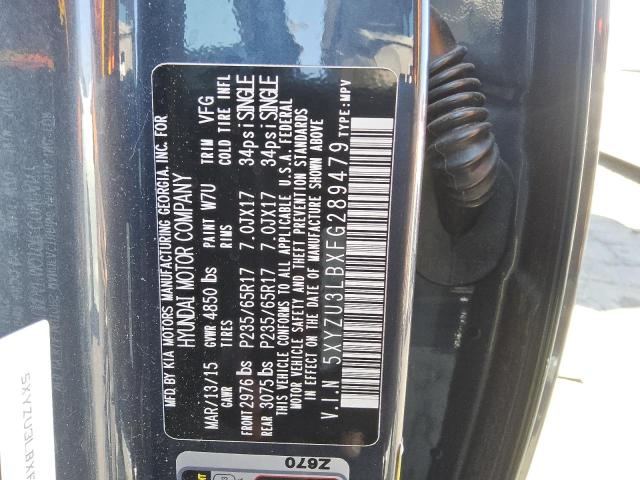 MFD. BY KIA MOTORS MANUFACTURING GEORGIA, INC. FOR
HYUNDAI MOTOR COMPANY
MAR/13/15 GVWR 4850 lbs PAINT W7U TRIM VFG
GAWR TIRES RIMS COLD TIRE INFL
FRONT 2976 lbs P235/65R17 7.0JX17 34psi SINGLE
REAR 3075 lbs P235/65R17 7.0JX17 34psi SINGLE
THIS VEHICLE CONFORMS TO ALL APPLICABLE U.S.A. FEDERAL
MOTOR VEHICLE SAFETY AND THEFT PREVENTION STANDARDS
IN EFFECT ON THE DATE OF MANUFACTURE SHOWN ABOVE
V.I.N 5XYZU3LBXFG289479 TYPE:MPV
Z670
5XYZU3LBXF